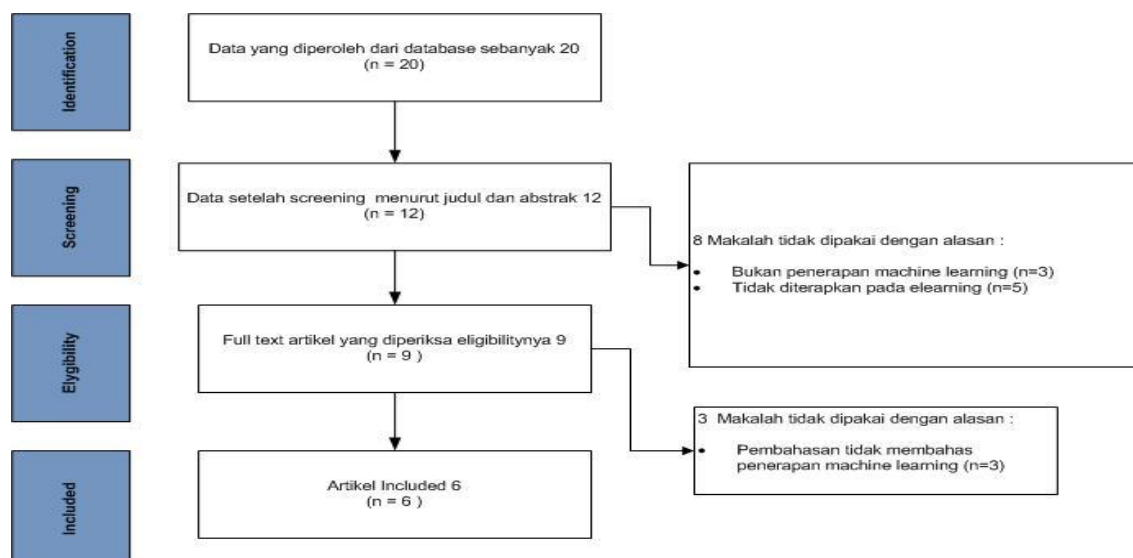 Identification
Data yang diperoleh dari database sebanyak 20
(n = 20)
Screening
Data setelah screening menurut judul dan abstrak 12
(n = 12)
8 Makalah tidak dipakai dengan alasan :
• Bukan penerapan machine learning (n=3)
• Tidak diterapkan pada elearning (n=5)
Elygibility
Full text artikel yang diperiksa eligibilitynya 9
(n = 9 )
3 Makalah tidak dipakai dengan alasan :
• Pembahasan tidak membahas
penerapan machine learning (n=3)
Included
Artikel Included 6
(n = 6 )